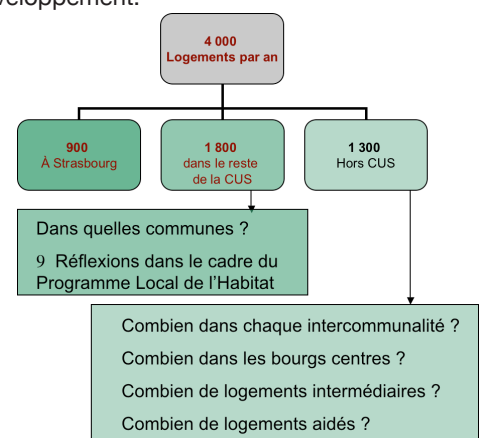 veloppement.
4 000
Logements par an
900
À Strasbourg
1 800
dans le reste
de la CUS
1 300
Hors CUS
Dans quelles communes ?
9 Réflexions dans le cadre du
Programme Local de l’Habitat
Combien dans chaque intercommunalité ?
Combien dans les bourgs centres ?
Combien de logements intermédiaires ?
Combien de logements aidés ?